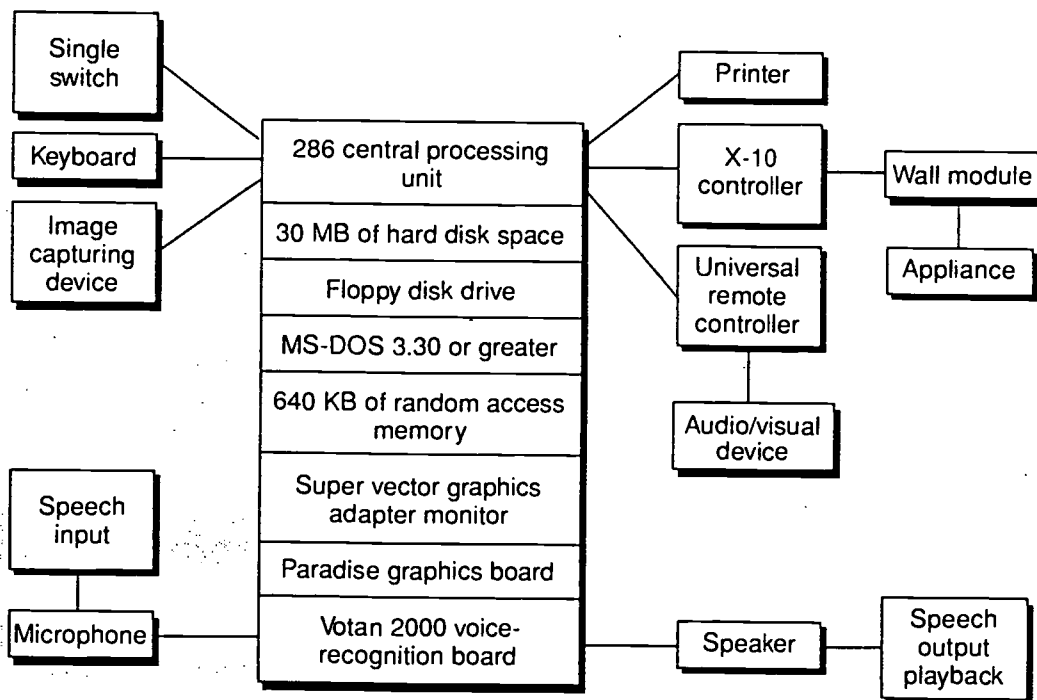 Single
switch
Keyboard
Image
capturing
device
Speech
input
Microphone
286 central processing
unit
30 MB of hard disk space
Floppy disk drive
MS-DOS 3.30 or greater
640 KB of random access
memory
Super vector graphics
adapter monitor
Paradise graphics board
Votan 2000 voice-
recognition board
Printer
X-10
controller
Wall module
Appliance
Universal
remote
controller
Audio/visual
device
Speaker
Speech
output
playback